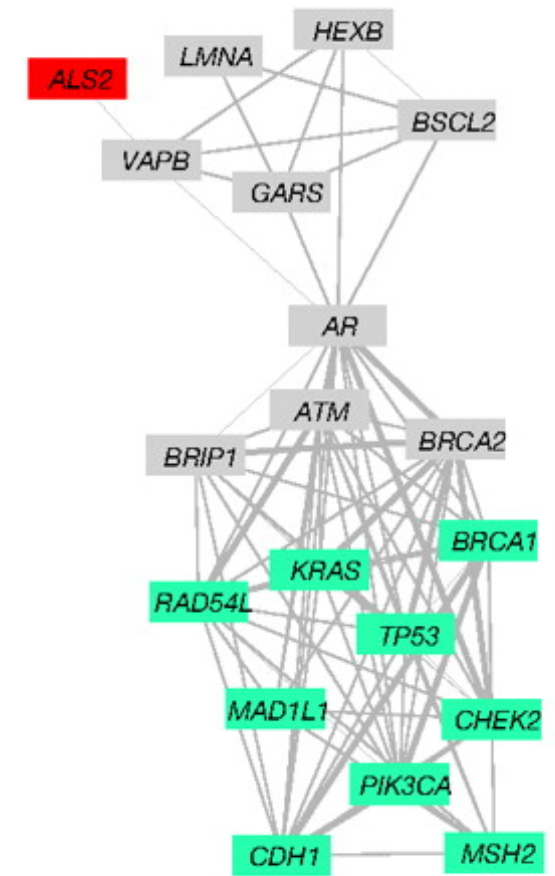 HEXB
LMNA
ALS2
BSCL2
VAPB
GARS
AR
ATM
BRCA2
BRIP1
BRCA1
KRAS
RAD54L
TP53
MAD1L1
CHEK2
PIK3CA
CDH1
MSH2